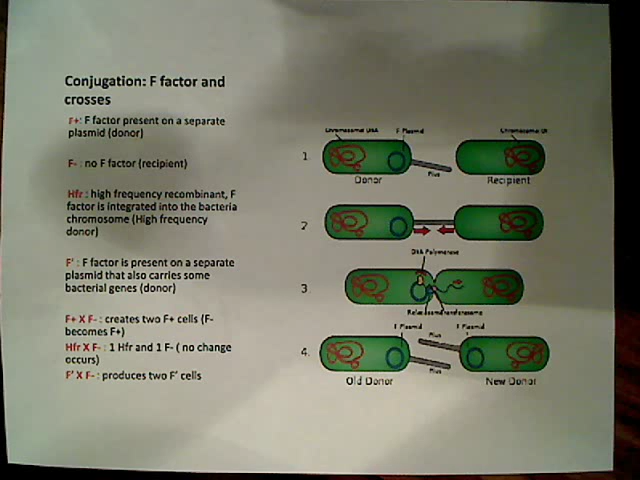 Conjugation: F factor and
crosses
F+: F factor present on a separate
plasmid (donor)
F- : no F factor (recipient)
Hfr : high frequency recombinant, F
factor is integrated into the bacteria
chromosome (High frequency
donor)
F' : F factor is present on a separate
plasmid that also carries some
bacterial genes (donor)
F+ X F- : creates two F+ cells (F-
becomes F+)
Hfr X F- : 1 Hfr and 1 F- ( no change
occurs)
F' X F- : produces two F' cells
Chromosomal DNA
F Plasmid
Chromosomal
1
Pilus
Donor
Recipient
2
DNA Polymerase
3
F Plasmid
F Plasmid
Pilus
4.
Pilus
Old Donor
New Donor